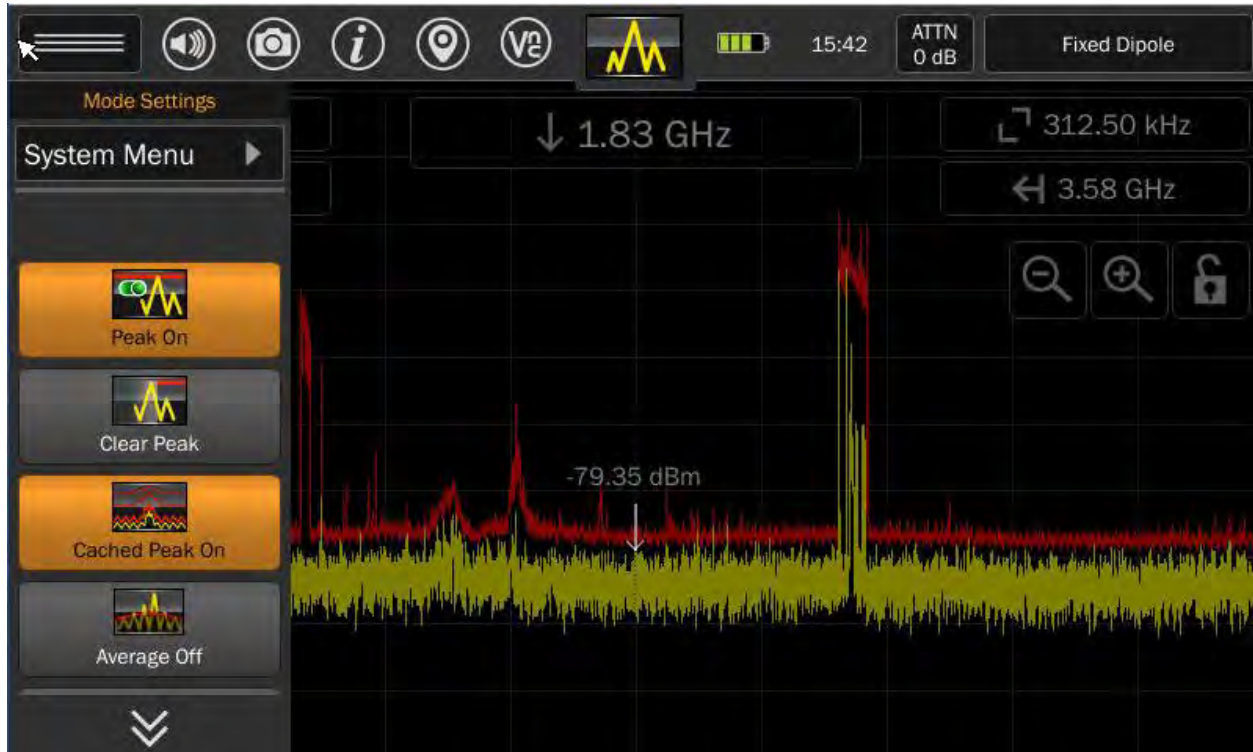 15:42
ATTN
0 dB
Fixed Dipole
Mode Settings
System Menu
1.83 GHz
312.50 kHz
3.58 GHz
Peak On
Clear Peak
-79.35 dBm
Cached Peak On
Average Off